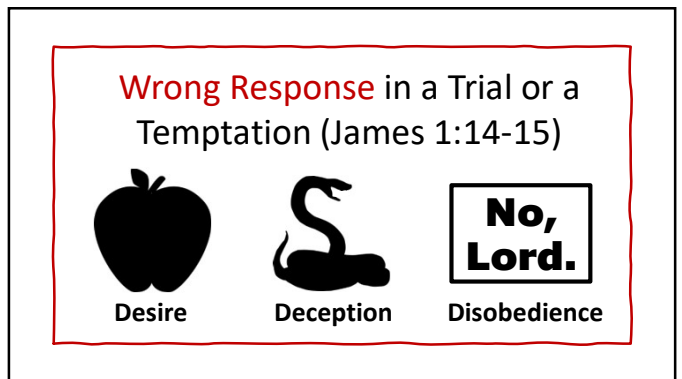 Wrong Response in a Trial or a
Temptation (James 1:14-15)
No,
Lord.
Desire
Deception
Disobedience